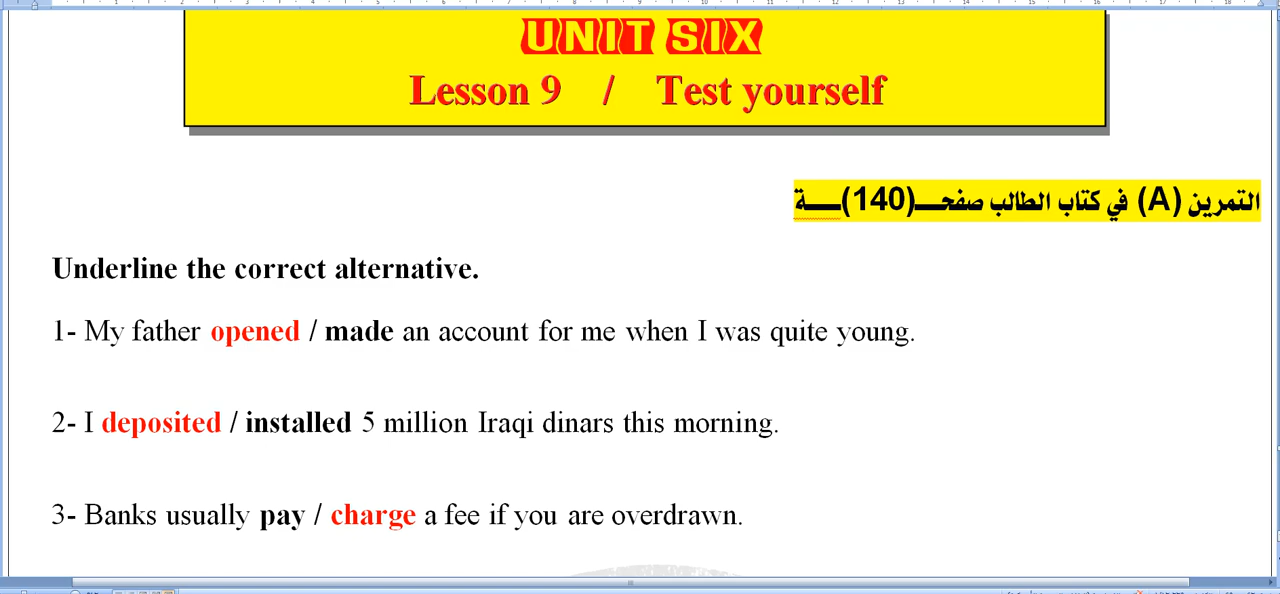 UNIT SIX
Lesson 9 / Test yourself
التمرين (A) في كتاب الطالب صفحـــة (140)
Underline the correct alternative.
1- My father opened / made an account for me when I was quite young.
2- I deposited / installed 5 million Iraqi dinars this morning.
3- Banks usually pay / charge a fee if you are overdrawn.